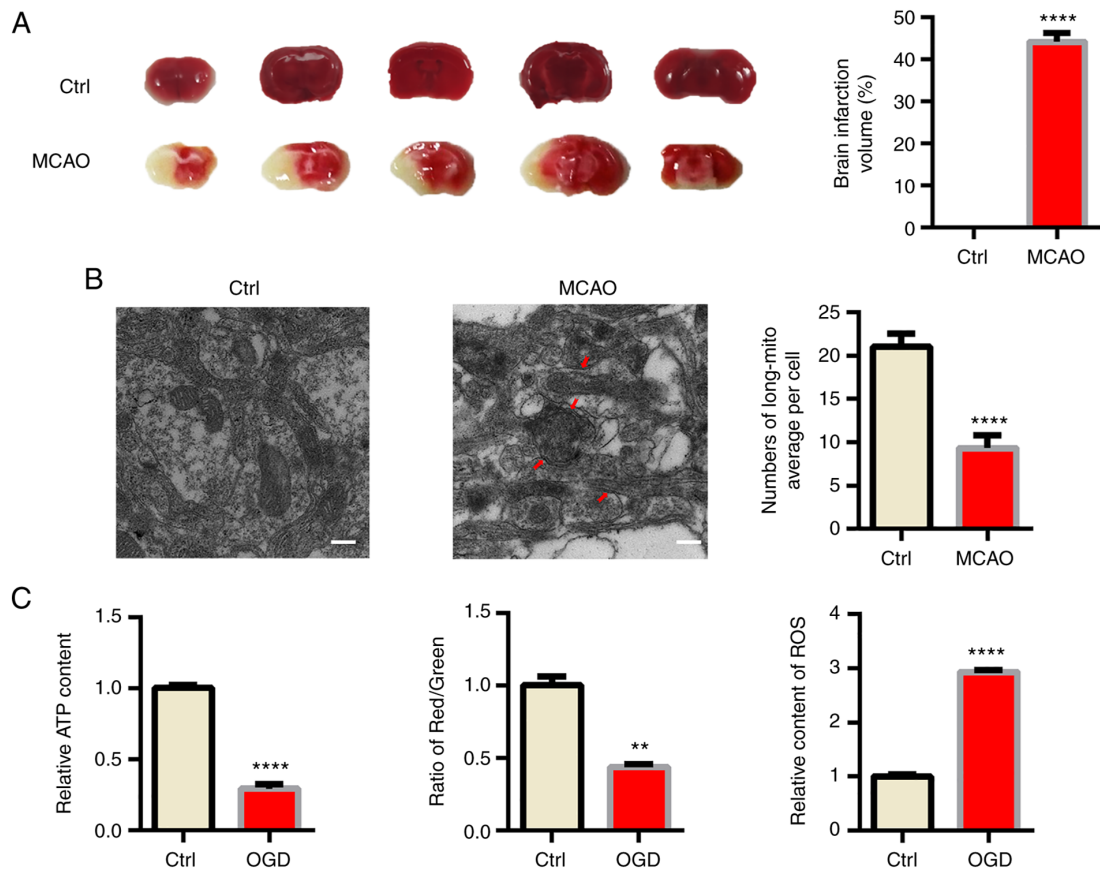 A
Ctrl
MCAO
Brain infarction
volume (%)
50
40
30
20
10
0
****
Ctrl
MCAO
B
Ctrl
MCAO
Numbers of long-mito
average per cell
25
20
15
10
5
0
****
Ctrl
MCAO
C
Relative ATP content
1.5
1.0
0.5
0.0
****
Ctrl
OGD
Ratio of Red/Green
1.5
1.0
0.5
0.0
**
Ctrl
OGD
Relative content of ROS
4
3
2
1
0
****
Ctrl
OGD